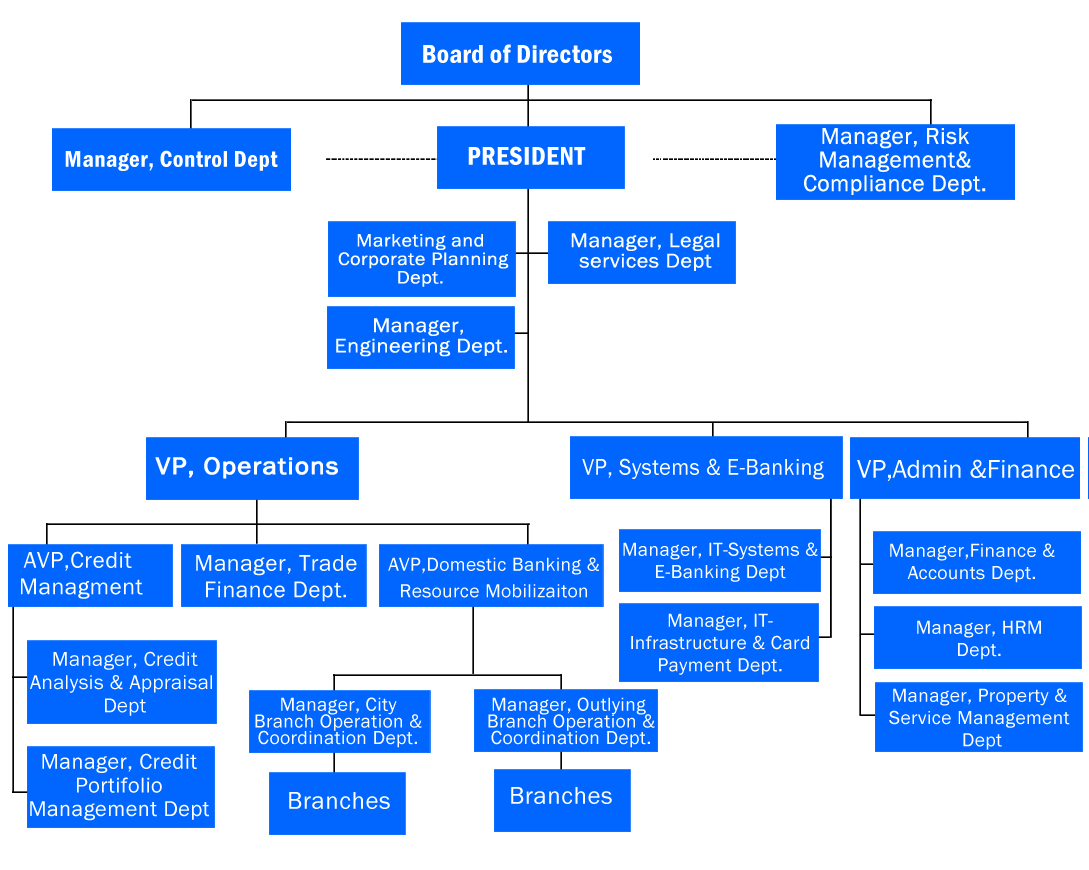 Board of Directors
Manager, Control Dept
PRESIDENT
Manager, Risk
Management&
Compliance Dept.
Marketing and
Corporate Planning
Dept.
Manager, Legal
services Dept
Manager,
Engineering Dept.
VP, Operations
VP, Systems & E-Banking
VP,Admin &Finance
AVP,Credit
Managment
Manager, Trade
Finance Dept.
AVP,Domestic Banking &
Resource Mobilizaiton
Manager, IT-Systems &
E-Banking Dept
Manager,Finance &
Accounts Dept.
Manager, IT-
Infrastructure & Card
Payment Dept.
Manager, HRM
Dept.
Manager, Credit
Analysis & Appraisal
Dept
Manager, City
Branch Operation &
Coordination Dept.
Manager, Outlying
Branch Operation &
Coordination Dept.
Manager, Property &
Service Management
Dept
Manager, Credit
Portifolio
Management Dept
Branches
Branches